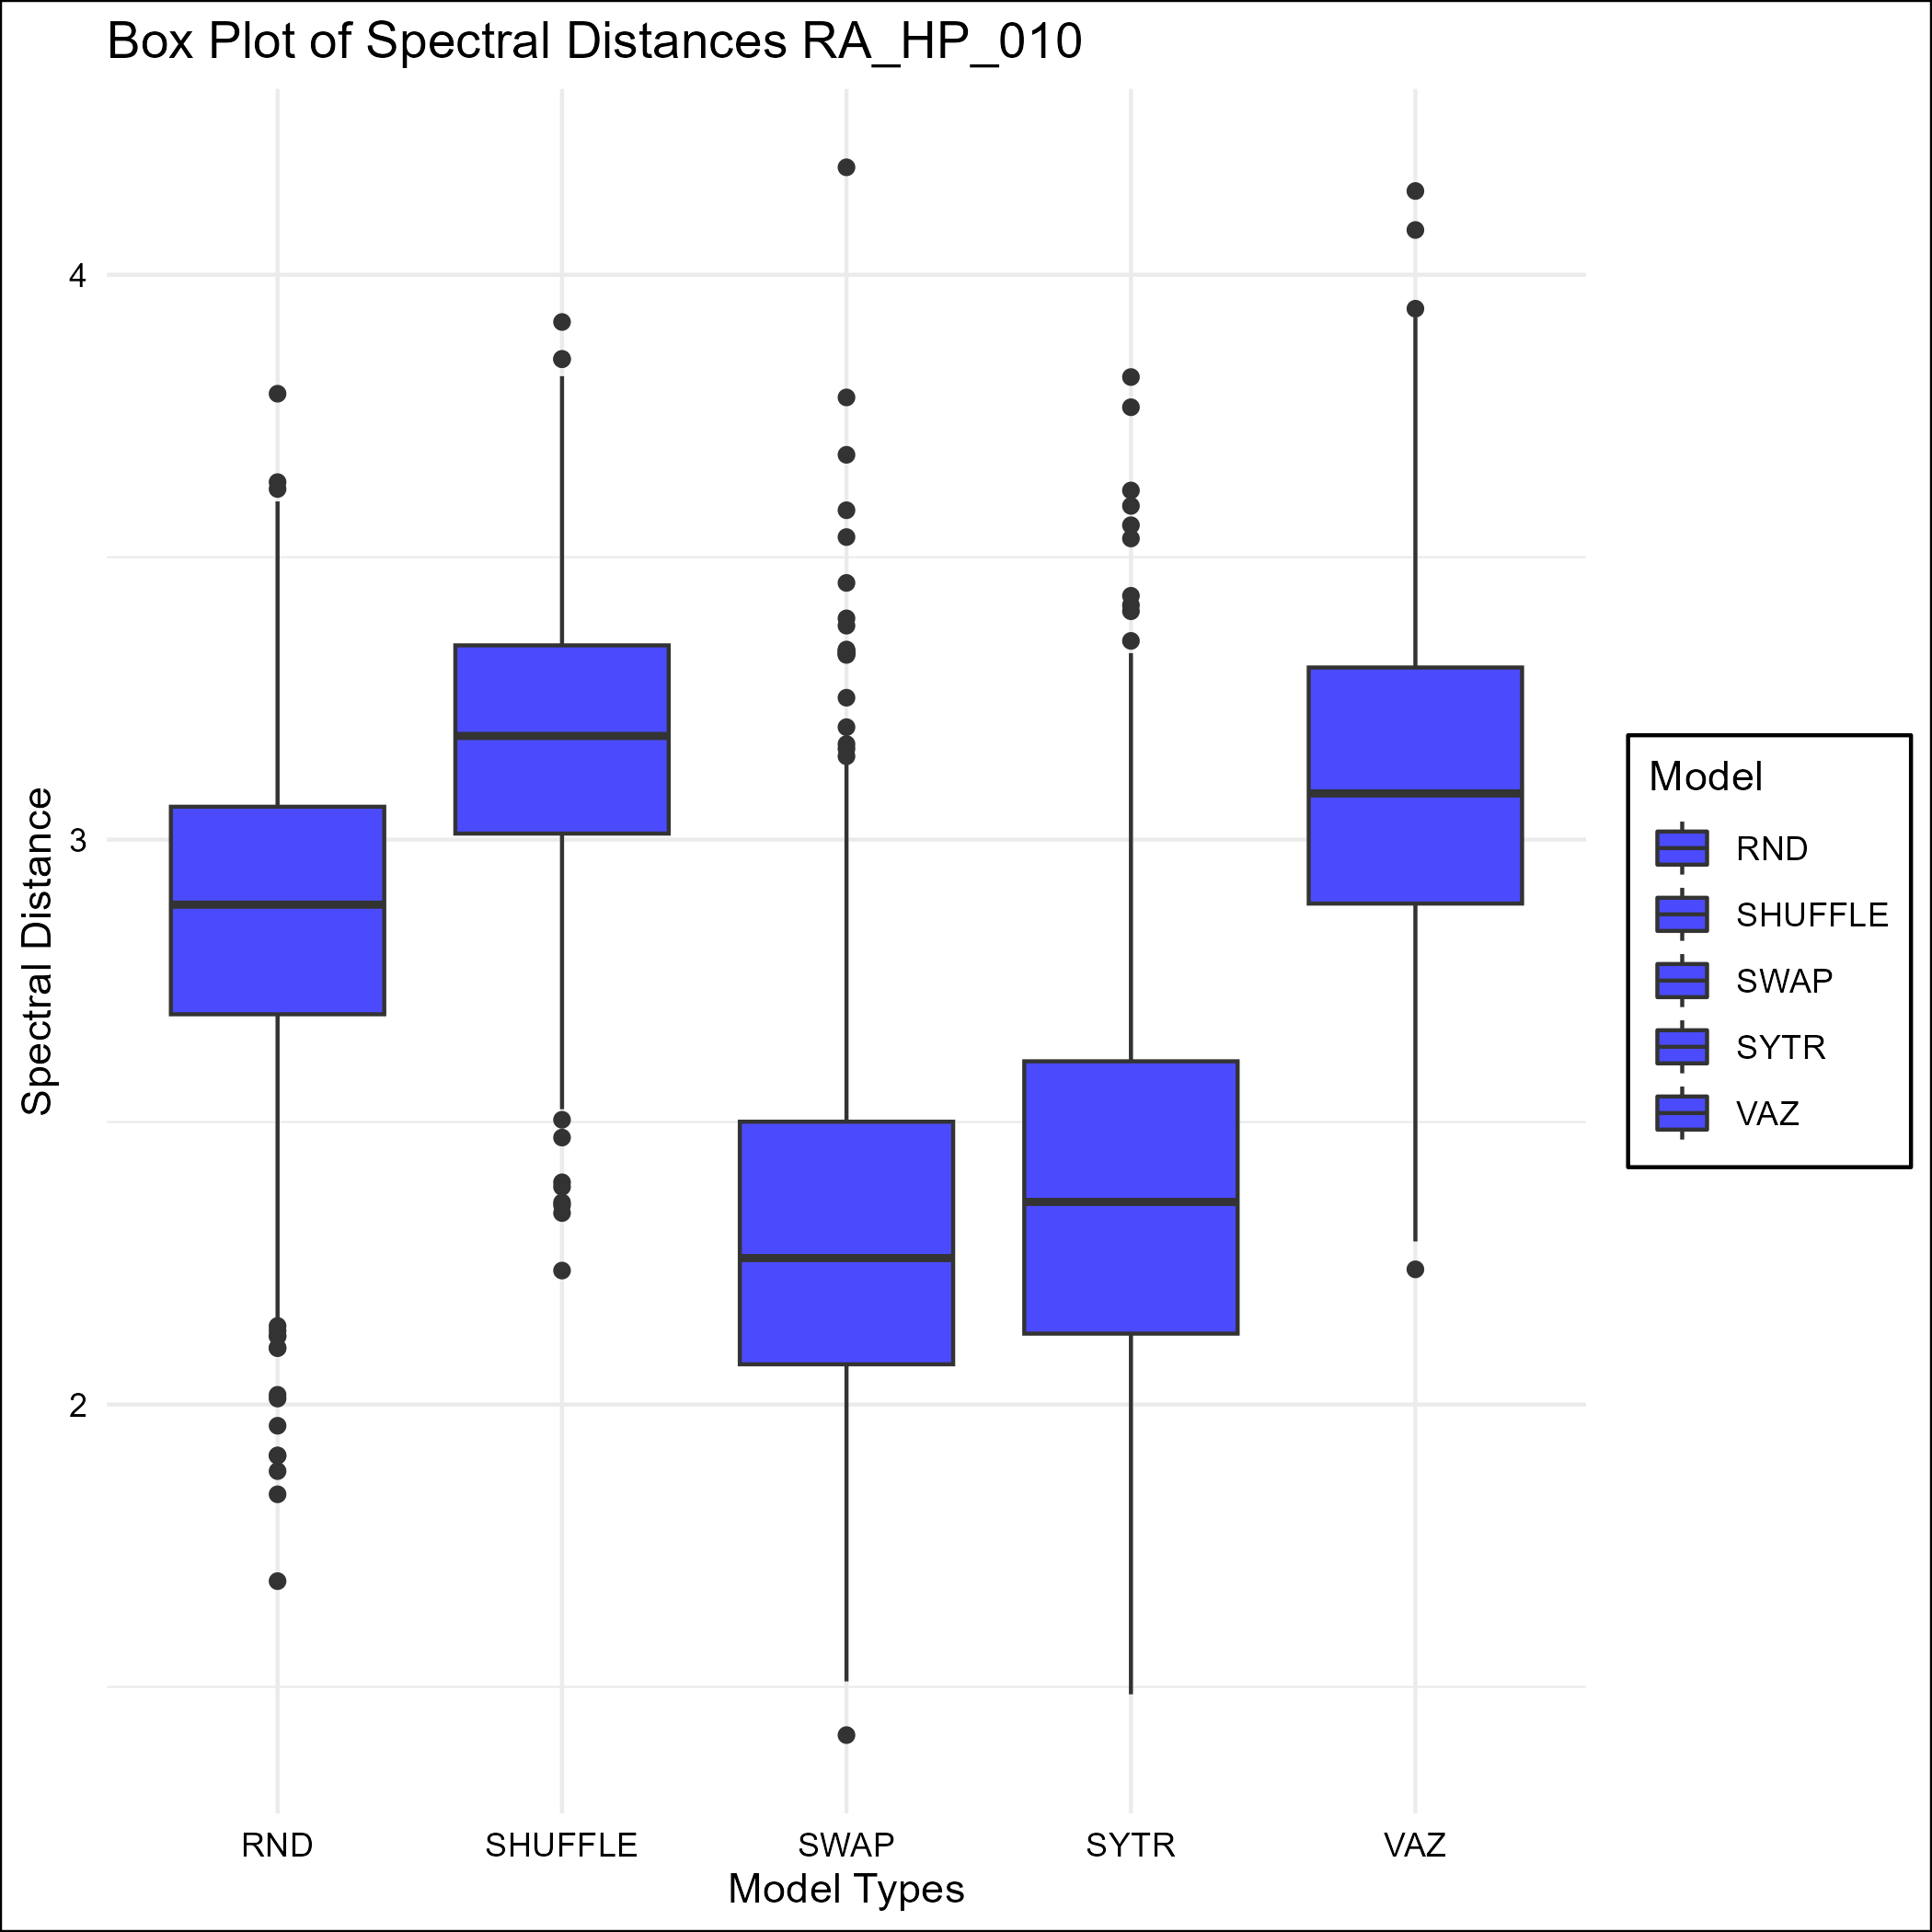 Box Plot of Spectral Distances RA_HP_010
Spectral Distance
4
3
2
RND
SHUFFLE
SWAP
SYTR
VAZ
Model Types
Model
RND
SHUFFLE
SWAP
SYTR
VAZ